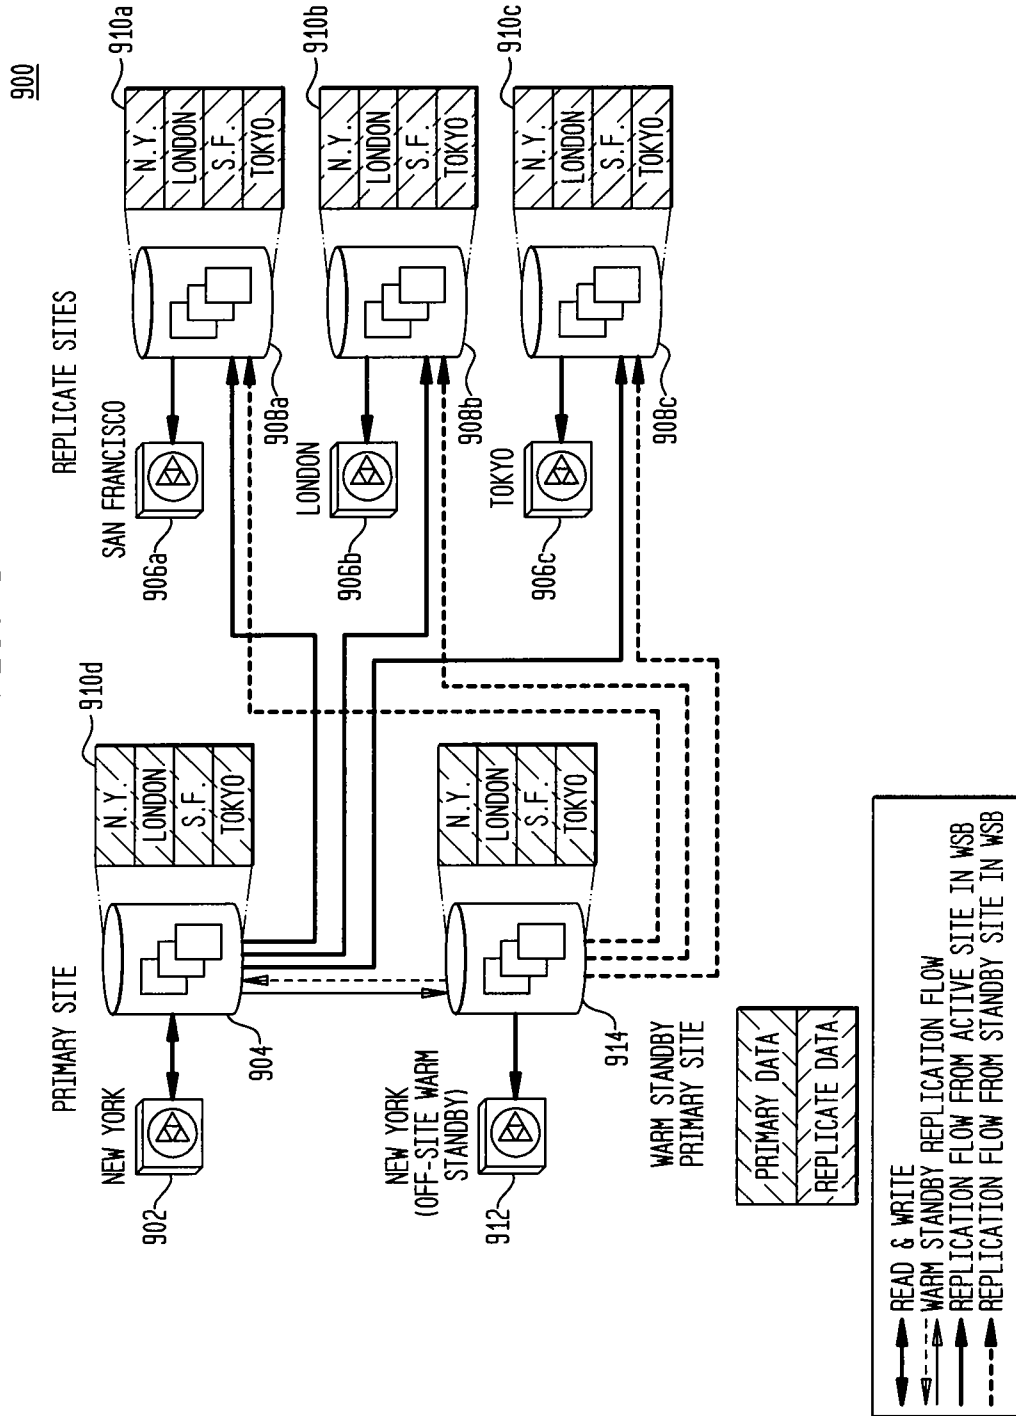 900
PRIMARY SITE
REPLICATE SITES
NEW YORK
902
904
910d
N.Y.
LONDON
S.F.
TOKYO
NEW YORK
(OFF-SITE WARM
STANDBY)
912
914
N.Y.
LONDON
S.F.
TOKYO
WARM STANDBY
PRIMARY SITE
SAN FRANCISCO
906a
908a
910a
N.Y.
LONDON
S.F.
TOKYO
LONDON
906b
908b
910b
N.Y.
LONDON
S.F.
TOKYO
TOKYO
906c
908c
910c
N.Y.
LONDON
S.F.
TOKYO
PRIMARY DATA
REPLICATE DATA
READ & WRITE
WARM STANDBY REPLICATION FLOW
REPLICATION FLOW FROM ACTIVE SITE IN WSB
REPLICATION FLOW FROM STANDBY SITE IN WSB